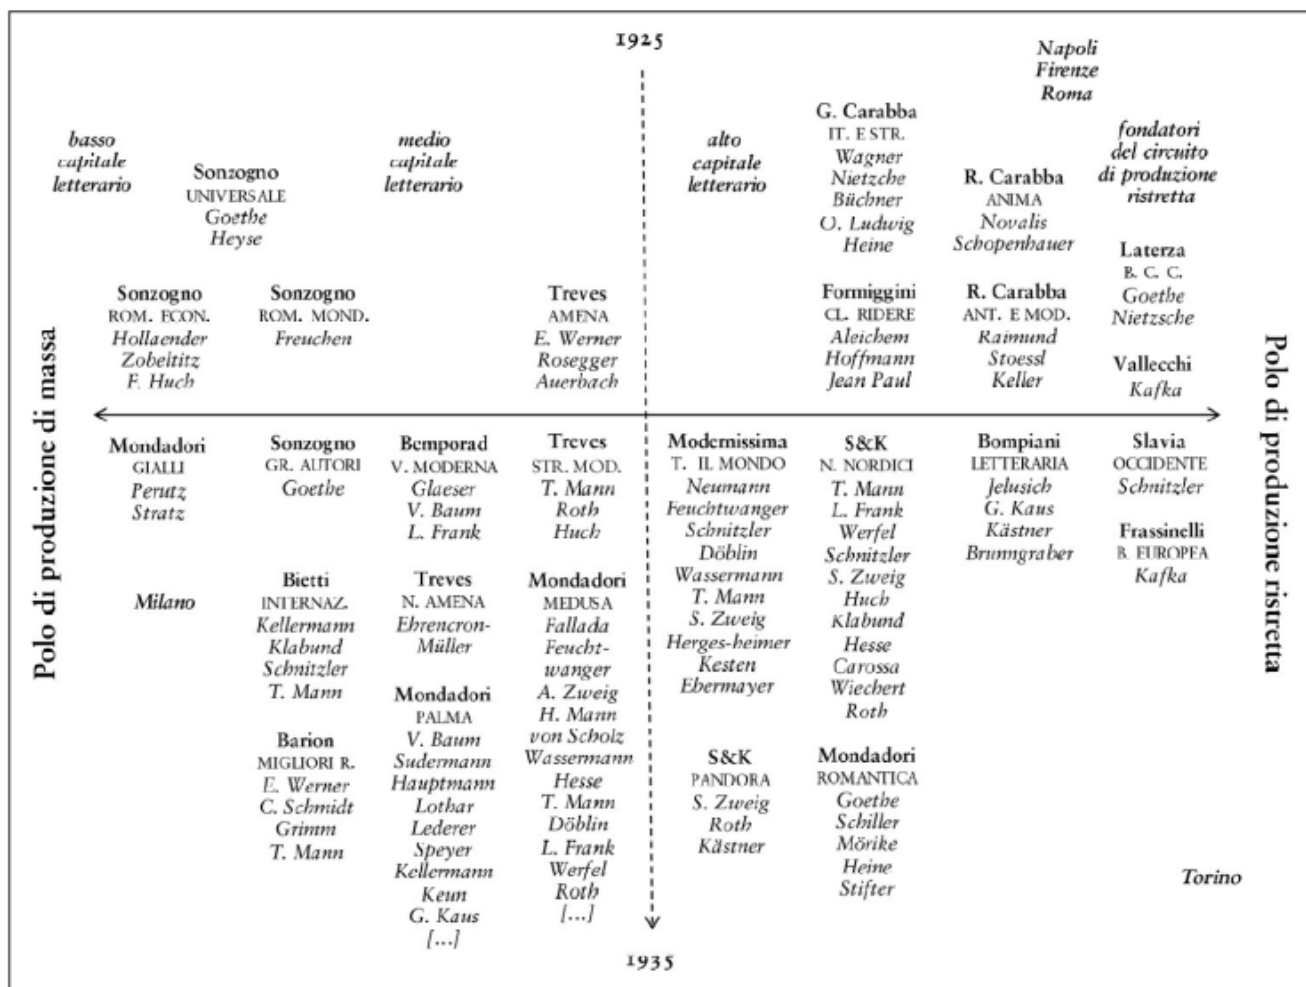 1925
Napoli
Firenze
Roma
basso
capitale
letterario
Sonzogno
UNIVERSALE
Goethe
Heyse
medio
capitale
letterario
alto
capitale
letterario
G. Carabba
IT. E STR.
Wagner
Nietzche
Büchner
O. Ludwig
Heine
R. Carabba
ANIMA
Novalis
Schopenhauer
fondatori
del circuito
di produzione
ristretta
Laterza
B. C. C.
Goethe
Nietzsche
Sonzogno
ROM. ECON.
Hollaender
Zobeltitz
F. Huch
Sonzogno
ROM. MOND.
Freuchen
Treves
AMENA
E. Werner
Rosegger
Auerbach
Formiggini
CL. RIDERE
Aleichem
Hoffmann
Jean Paul
R. Carabba
ANT. E MOD.
Raimund
Stoessl
Keller
Vallecchi
Kafka
Polo di produzione di massa
Polo di produzione ristretta
Mondadori
GIALLI
Perutz
Stratz
Milano
Sonzogno
GR. AUTORI
Goethe
Bietti
INTERNAZ.
Kellermann
Klabund
Schnitzler
T. Mann
Barion
MIGLIORI R.
E. Werner
C. Schmidt
Grimm
T. Mann
Bemporad
V. MODERNA
Glaeser
V. Baum
L. Frank
Treves
N. AMENA
Ehrencron-
Müller
Mondadori
PALMA
V. Baum
Sudermann
Hauptmann
Lothar
Lederer
Speyer
Kellermann
Keun
G. Kaus
[...]
Treves
STR. MOD.
T. Mann
Roth
Huch
Mondadori
MEDUSA
Fallada
Feucht-
wanger
A. Zweig
H. Mann
von Scholz
Wassermann
Hesse
T. Mann
Döblin
L. Frank
Werfel
Roth
[...]
Modernissima
T. IL MONDO
Neumann
Feuchtwanger
Schnitzler
Döblin
Wassermann
T. Mann
S. Zweig
Herges-heimer
Kesten
Ebermayer
S&K
PANDORA
S. Zweig
Roth
Kästner
S&K
N. NORDICI
T. Mann
L. Frank
Werfel
Schnitzler
S. Zweig
Huch
Klabund
Hesse
Carossa
Wiechert
Roth
Mondadori
ROMANTICA
Goethe
Schiller
Mörike
Heine
Stifter
Bompiani
LETTERARIA
Jelusich
G. Kaus
Kästner
Brunngraber
Slavia
OCCIDENTE
Schnitzler
Frassinelli
B. EUROPEA
Kafka
Torino
1935